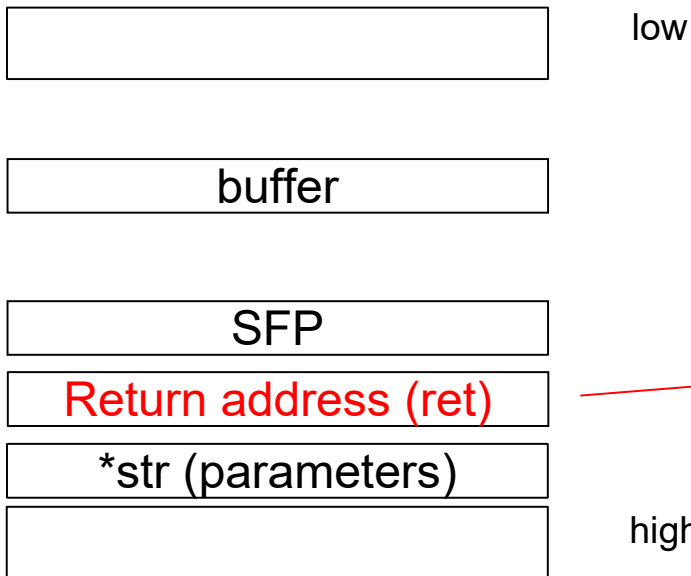 low
buffer
SFP
Return address (ret)
*str (parameters)
high